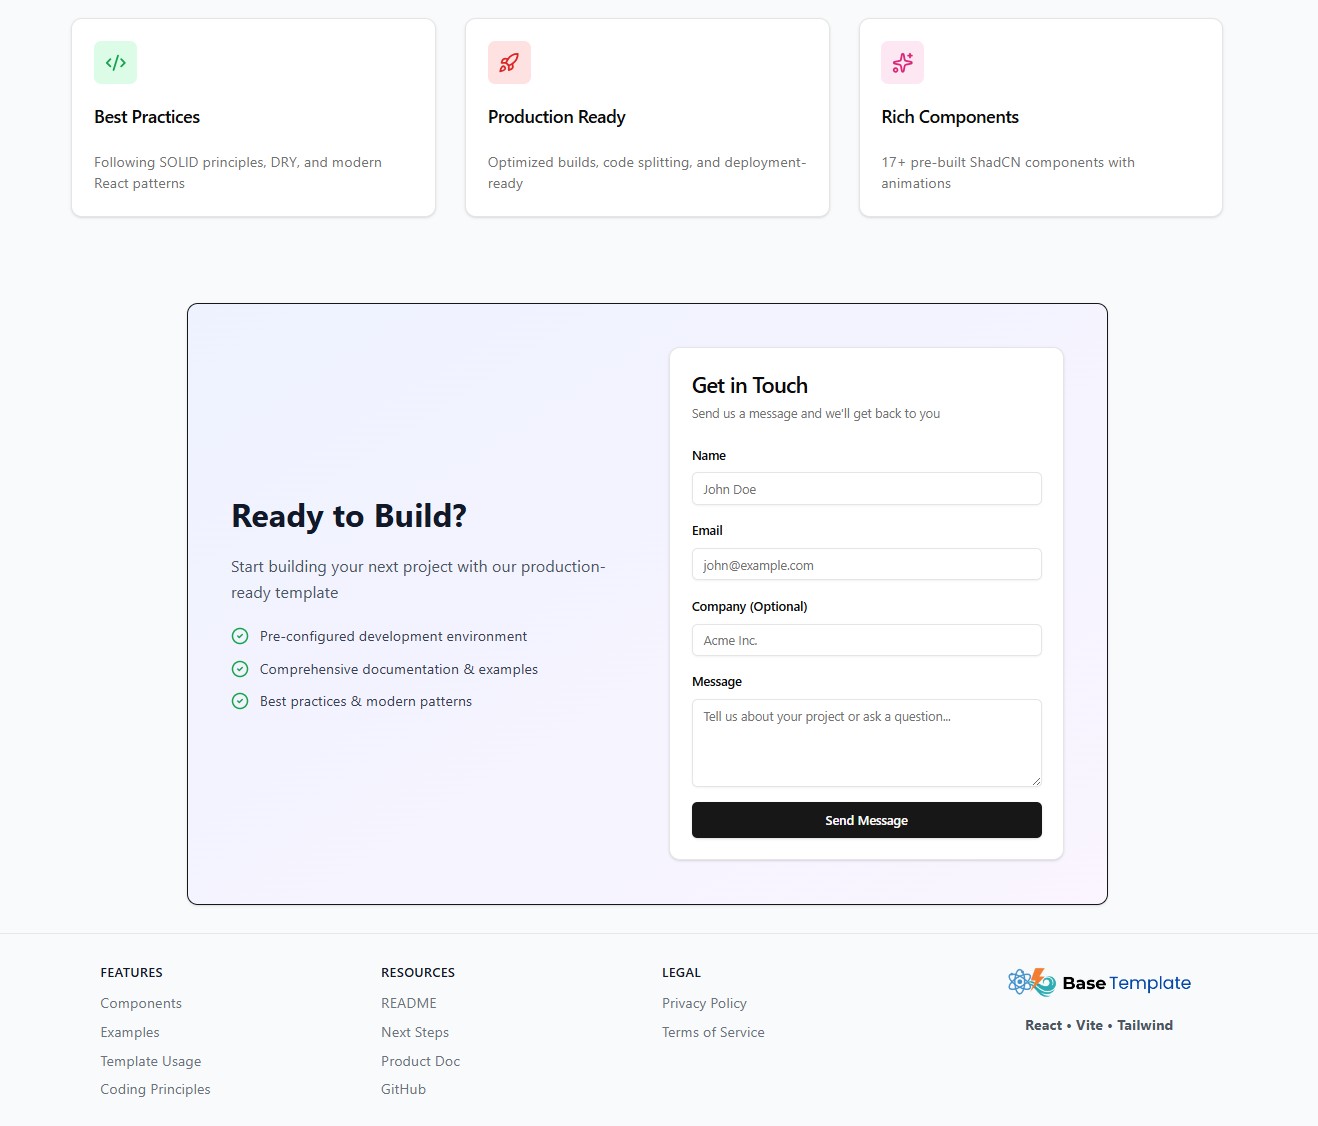 Best Practices
Following SOLID principles, DRY, and modern
React patterns
Production Ready
Optimized builds, code splitting, and deployment-
ready
Rich Components
17+ pre-built ShadCN components with
animations
Ready to Build?
Start building your next project with our production-
ready template
Pre-configured development environment
Comprehensive documentation & examples
Best practices & modern patterns
Get in Touch
Send us a message and we'll get back to you
Name
John Doe
Email
john@example.com
Company (Optional)
Acme Inc.
Message
Tell us about your project or ask a question...
Send Message
FEATURES
Components
Examples
Template Usage
Coding Principles
RESOURCES
README
Next Steps
Product Doc
GitHub
LEGAL
Privacy Policy
Terms of Service
Base Template
React • Vite • Tailwind